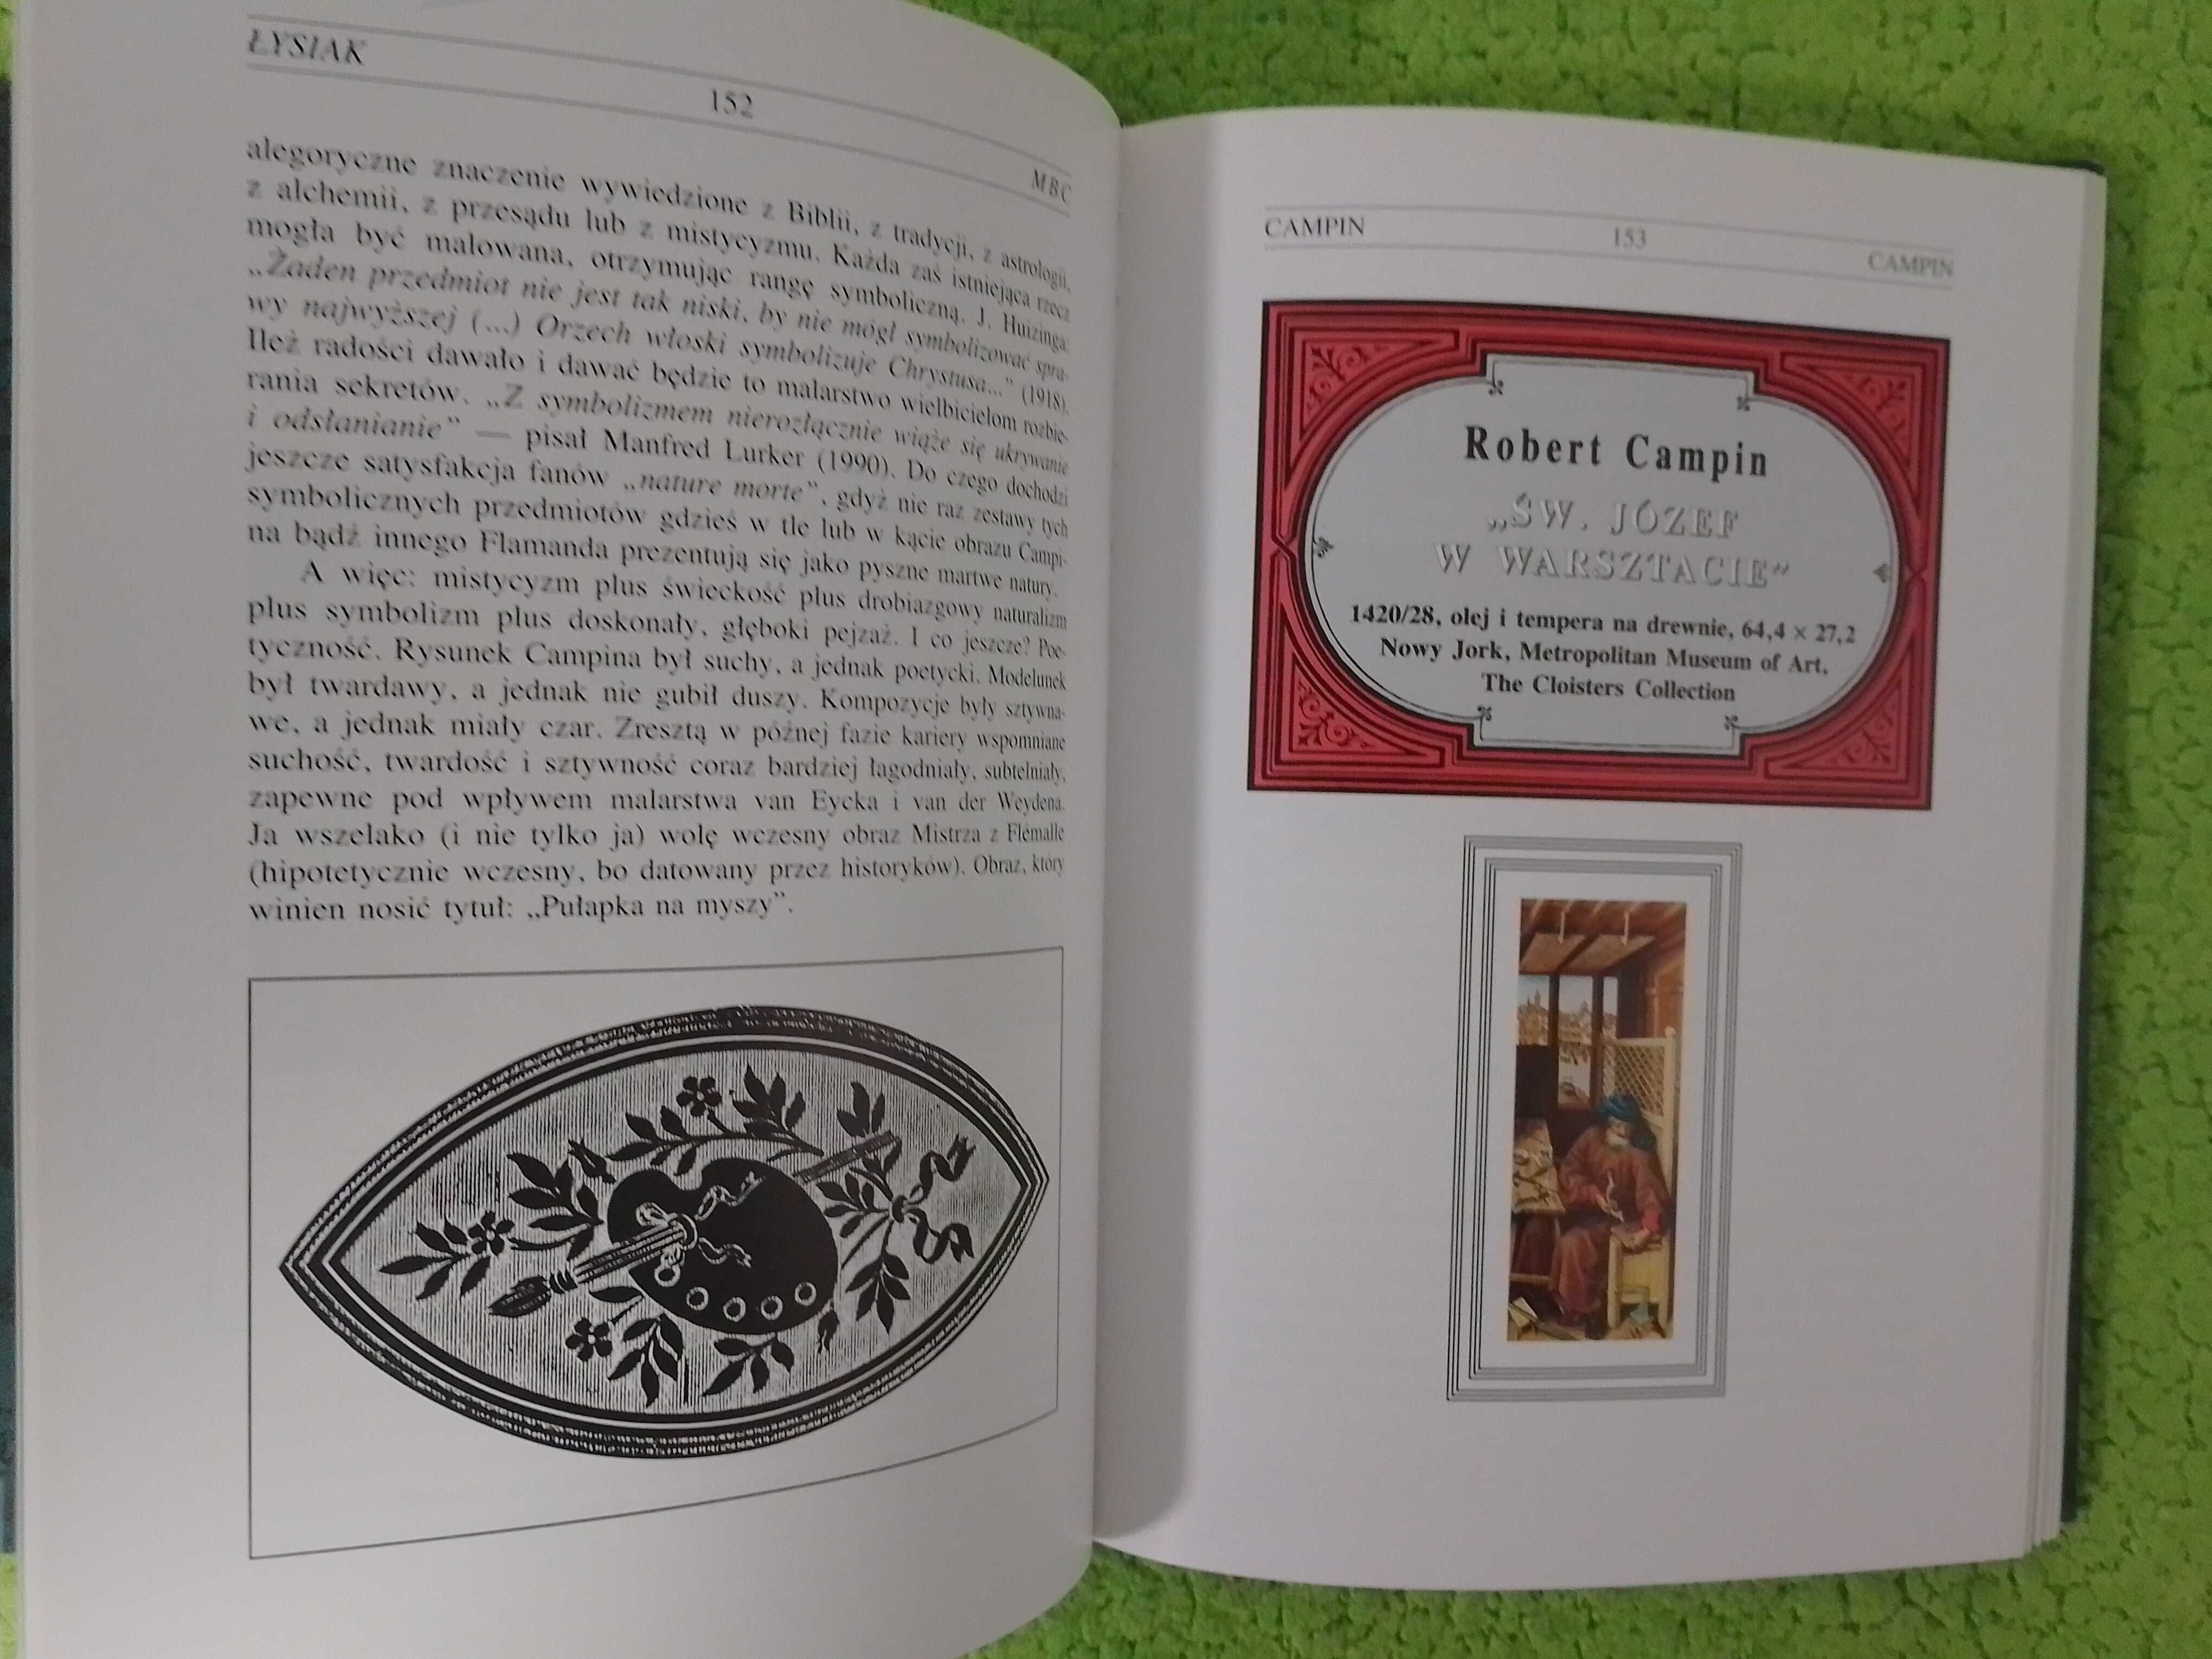 ŁYSIAK
152
MBC
alegoryczne znaczenie wywiedzione z Biblii, z tradycji, z astrologii,
z alchemii, z przesądu lub z mistycyzmu. Każda zaś istniejąca rzecz
mogła być malowana, otrzymując rangę symboliczną. J. Huizinga:
„Żaden przedmiot nie jest tak niski, by nie mógł symbolizować spra-
wy najwyższej (...) Orzech włoski symbolizuje Chrystusa..." (1918).
Ileż radości dawało i dawać będzie to malarstwo wielbicielom rozbie-
rania sekretów. „Z symbolizmem nierozłącznie wiąże się ukrywanie
i odsłanianie" — pisał Manfred Lurker (1990). Do czego dochodzi
jeszcze satysfakcja fanów „nature morte", gdyż nie raz zestawy tych
symbolicznych przedmiotów gdzieś w tle lub w kącie obrazu Campi-
na bądź innego Flamanda prezentują się jako pyszne martwe natury.
A więc: mistycyzm plus świeckość plus drobiazgowy naturalizm
plus symbolizm plus doskonały, głęboki pejzaż. I co jeszcze? Poe-
tyczność. Rysunek Campina był suchy, a jednak poetycki. Modelunek
był twardawy, a jednak nie gubił duszy. Kompozycje były sztywna-
we, a jednak miały czar. Zresztą w późnej fazie kariery wspomniane
suchość, twardość i sztywność coraz bardziej łagodniały, subtelniały,
zapewne pod wpływem malarstwa van Eycka i van der Weydena.
Ja wszelako (i nie tylko ja) wolę wczesny obraz Mistrza z Flémalle
(hipotetycznie wczesny, bo datowany przez historyków). Obraz, który
winien nosić tytuł: „Pułapka na myszy".
CAMPIN
153
CAMPIN
Robert Campin
„ŚW. JÓZEF
W WARSZTACIE"
1420/28, olej i tempera na drewnie, 64,4 × 27,2
Nowy Jork, Metropolitan Museum of Art,
The Cloisters Collection